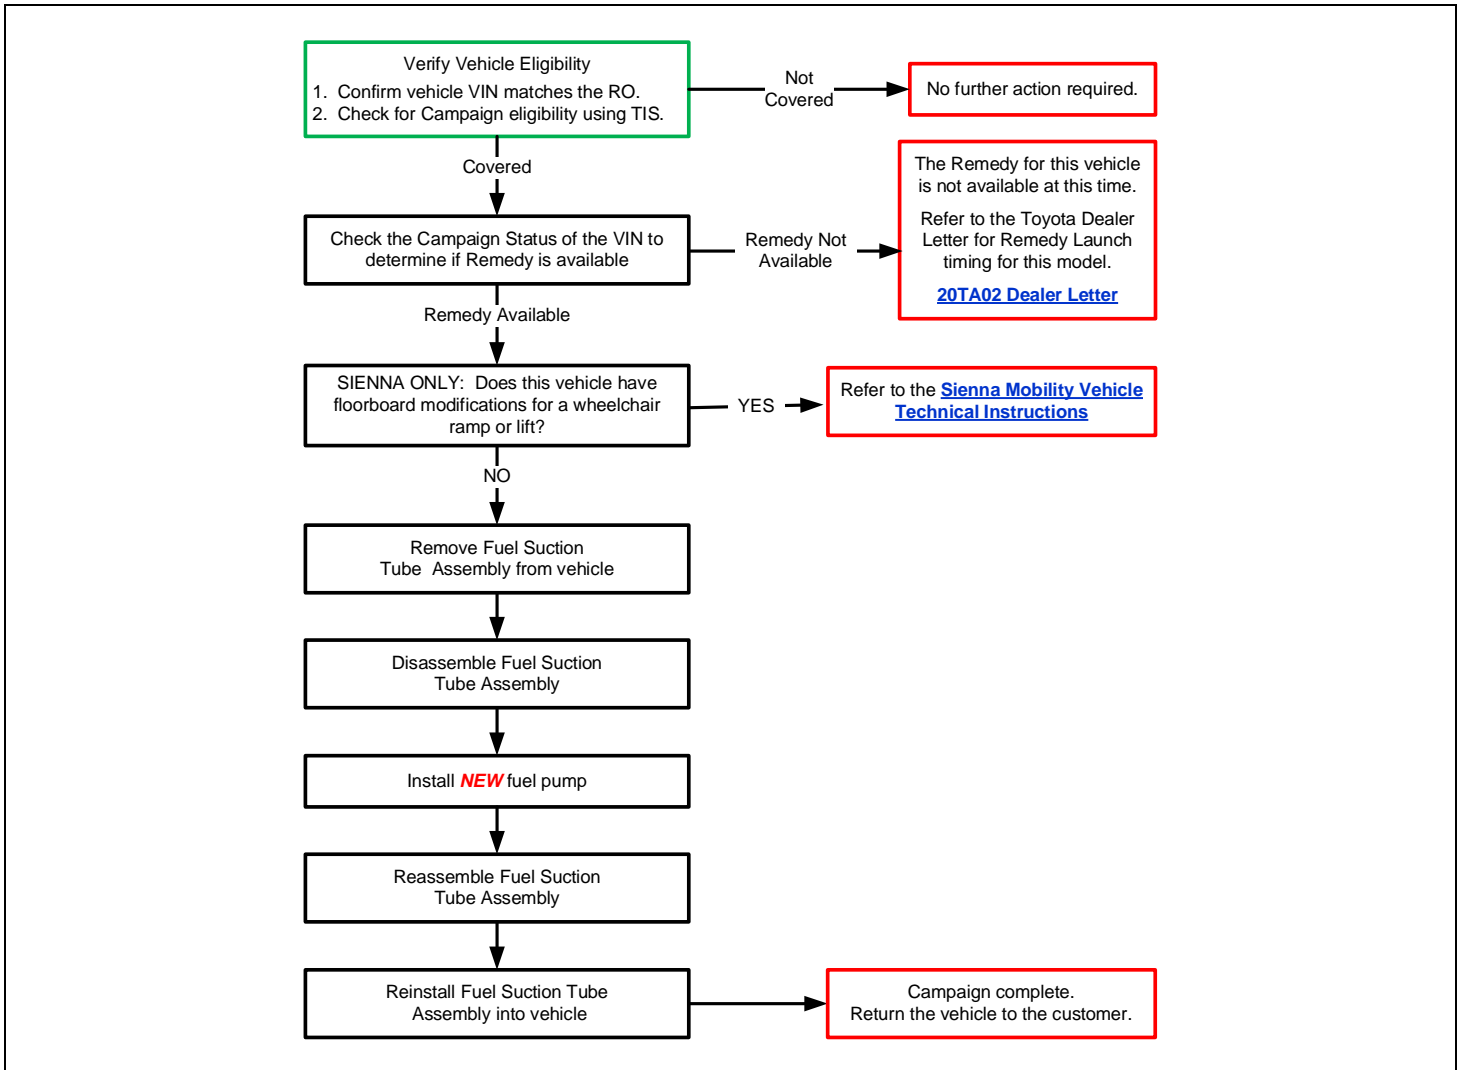 Verify Vehicle Eligibility
1. Confirm vehicle VIN matches the RO.
2. Check for Campaign eligibility using TIS.
Not
Covered
No further action required.
Covered
Check the Campaign Status of the VIN to
determine if Remedy is available
Remedy Not
Available
The Remedy for this vehicle
is not available at this time.
Refer to the Toyota Dealer
Letter for Remedy Launch
timing for this model.
20TA02 Dealer Letter
Remedy Available
SIENNA ONLY: Does this vehicle have
floorboard modifications for a wheelchair
ramp or lift?
YES
Refer to the Sienna Mobility Vehicle
Technical Instructions
NO
Remove Fuel Suction
Tube Assembly from vehicle
Disassemble Fuel Suction
Tube Assembly
Install NEW fuel pump
Reassemble Fuel Suction
Tube Assembly
Reinstall Fuel Suction Tube
Assembly into vehicle
Campaign complete.
Return the vehicle to the customer.